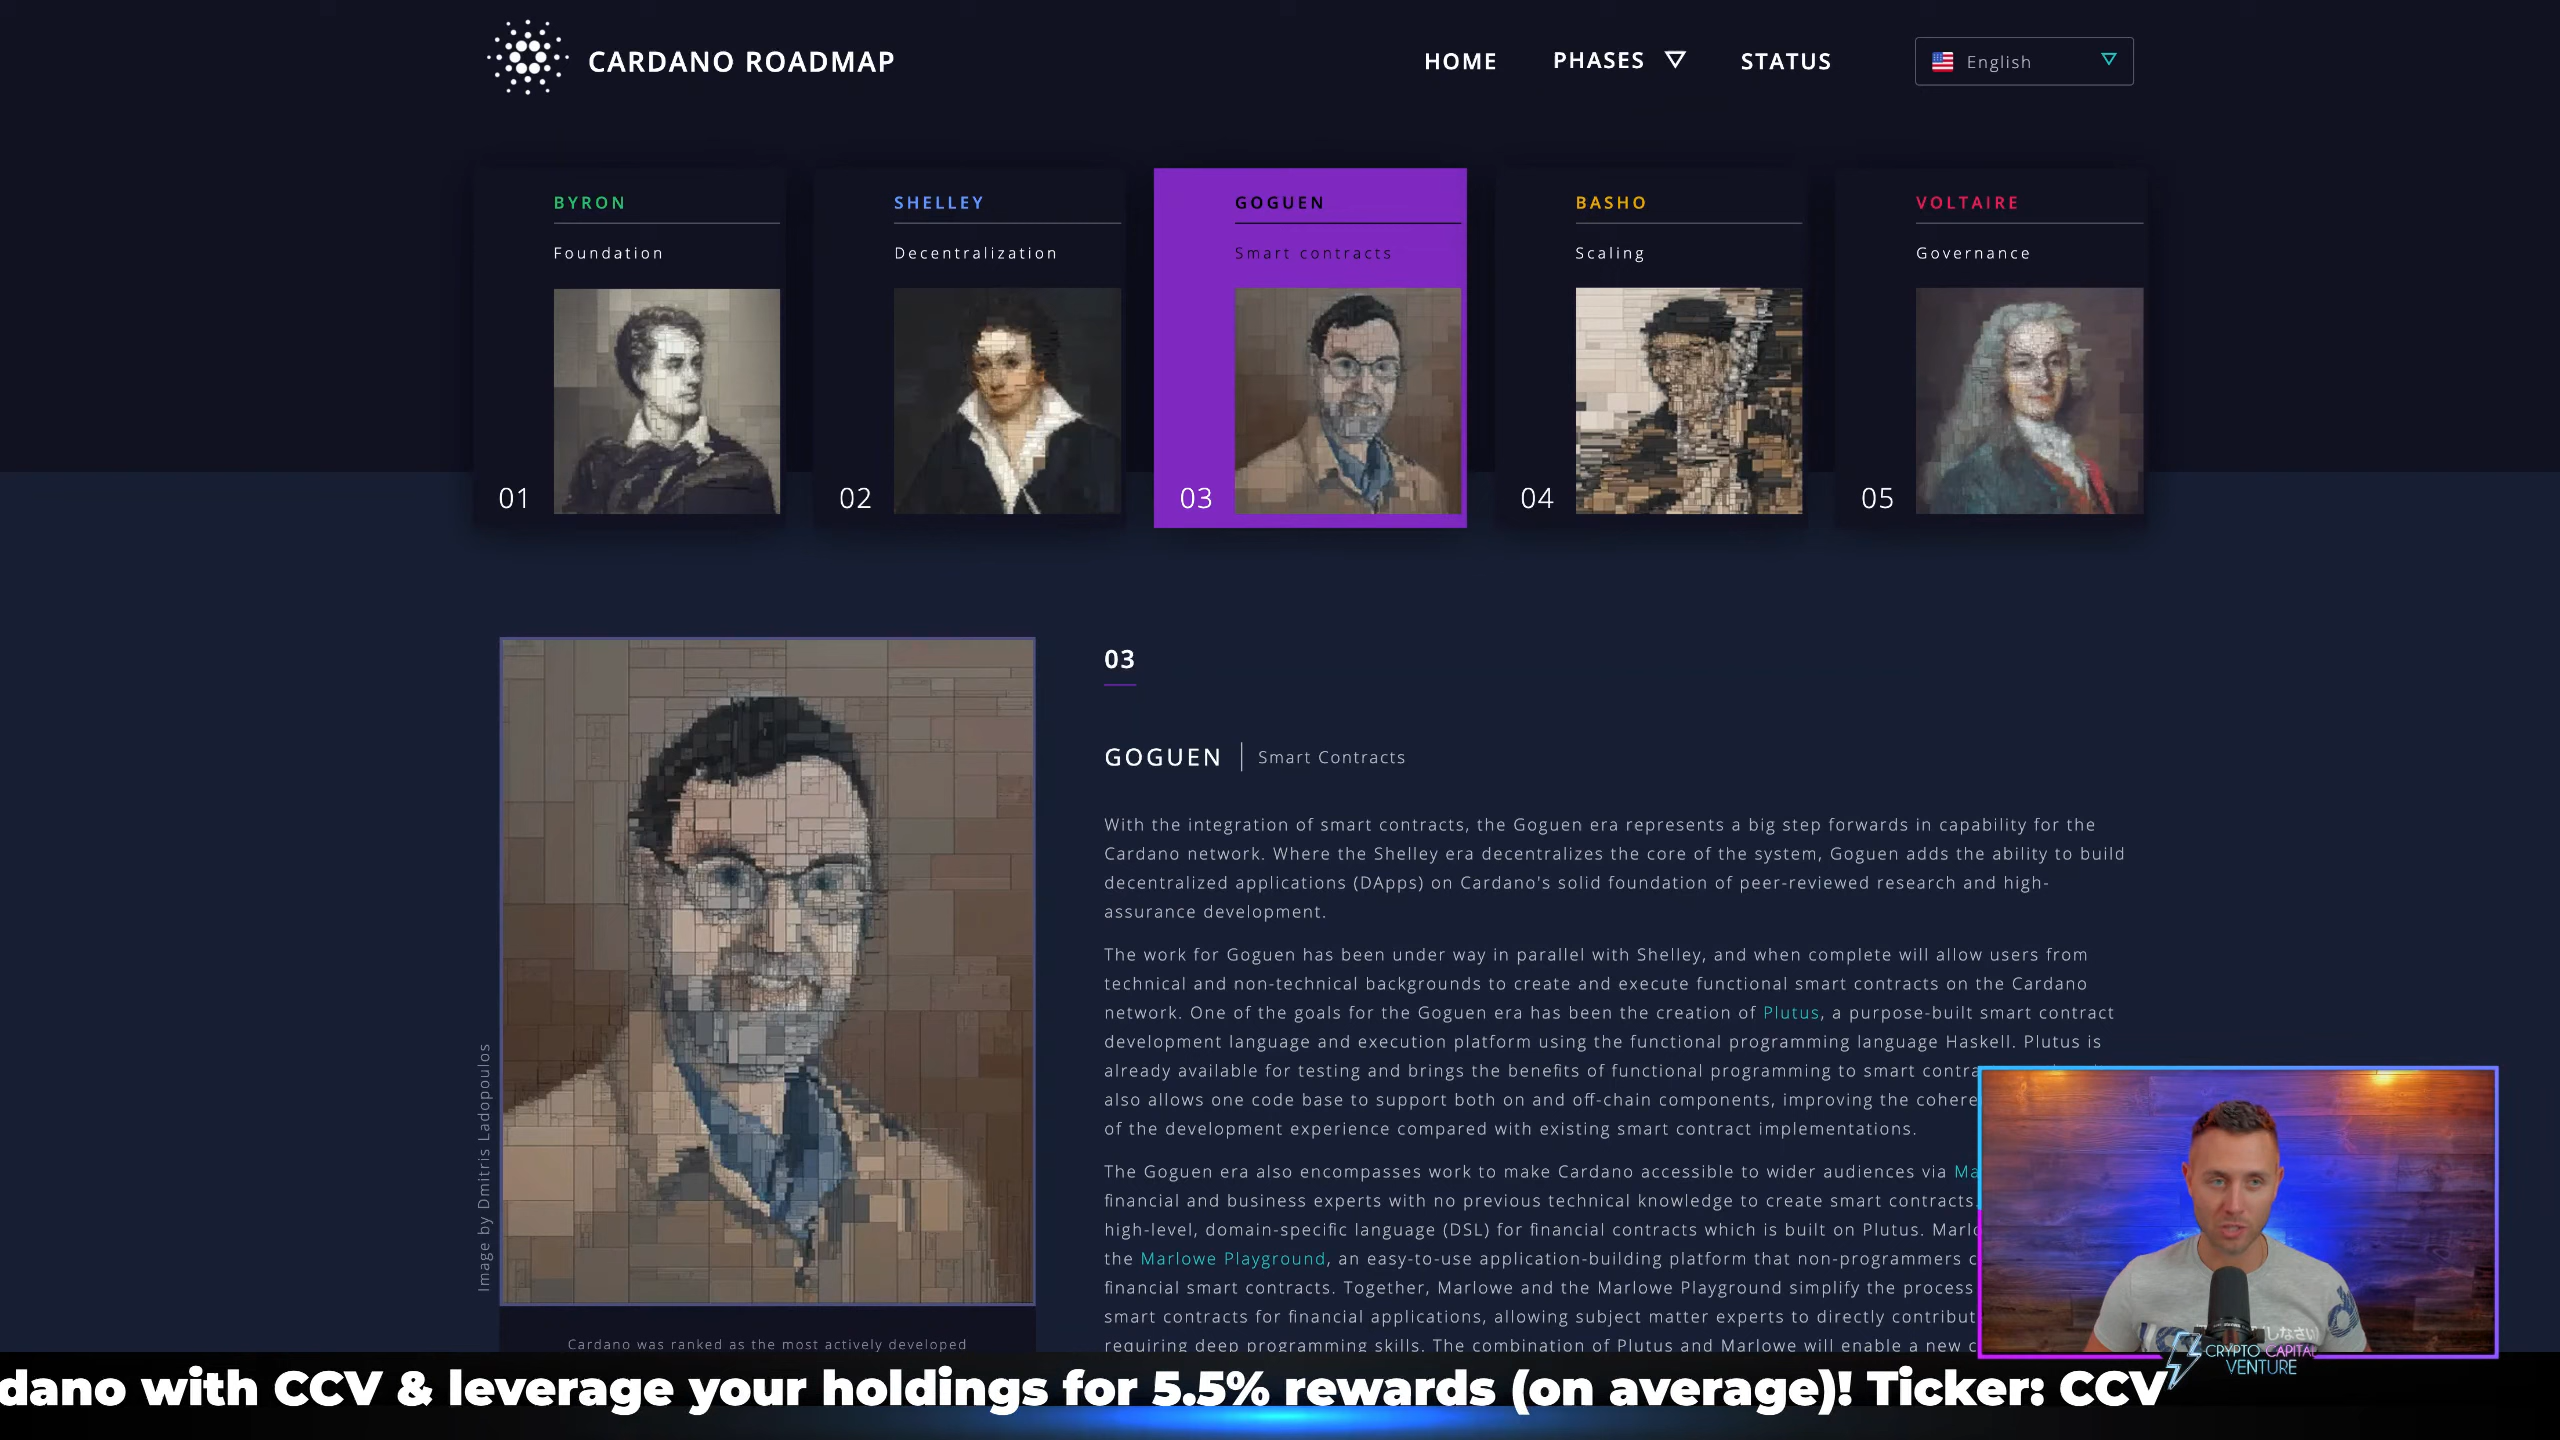 CARDANO ROADMAP
HOME PHASES STATUS English
BYRON
Foundation
01
SHELLEY
Decentralization
02
GOGUEN
Smart contracts
03
BASHO
Scaling
04
VOLTAIRE
Governance
05
Image by Dmitris Ladopoulos
Cardano was ranked as the most actively developed
03
GOGUEN | Smart Contracts
With the integration of smart contracts, the Goguen era represents a big step forwards in capability for the
Cardano network. Where the Shelley era decentralizes the core of the system, Goguen adds the ability to build
decentralized applications (DApps) on Cardano's solid foundation of peer-reviewed research and high-
assurance development.
The work for Goguen has been under way in parallel with Shelley, and when complete will allow users from
technical and non-technical backgrounds to create and execute functional smart contracts on the Cardano
network. One of the goals for the Goguen era has been the creation of Plutus, a purpose-built smart contract
development language and execution platform using the functional programming language Haskell. Plutus is
already available for testing and brings the benefits of functional programming to smart contra
also allows one code base to support both on and off-chain components, improving the cohere
of the development experience compared with existing smart contract implementations.
The Goguen era also encompasses work to make Cardano accessible to wider audiences via Ma
financial and business experts with no previous technical knowledge to create smart contracts.
high-level, domain-specific language (DSL) for financial contracts which is built on Plutus. Marlo
the Marlowe Playground, an easy-to-use application-building platform that non-programmers c
financial smart contracts. Together, Marlowe and the Marlowe Playground simplify the process
smart contracts for financial applications, allowing subject matter experts to directly contribut
requiring deep programming skills. The combination of Plutus and Marlowe will enable a new c
CRYPTO CAPITAL
VENTURE
dano with CCV & leverage your holdings for 5.5% rewards (on average)! Ticker: CCV